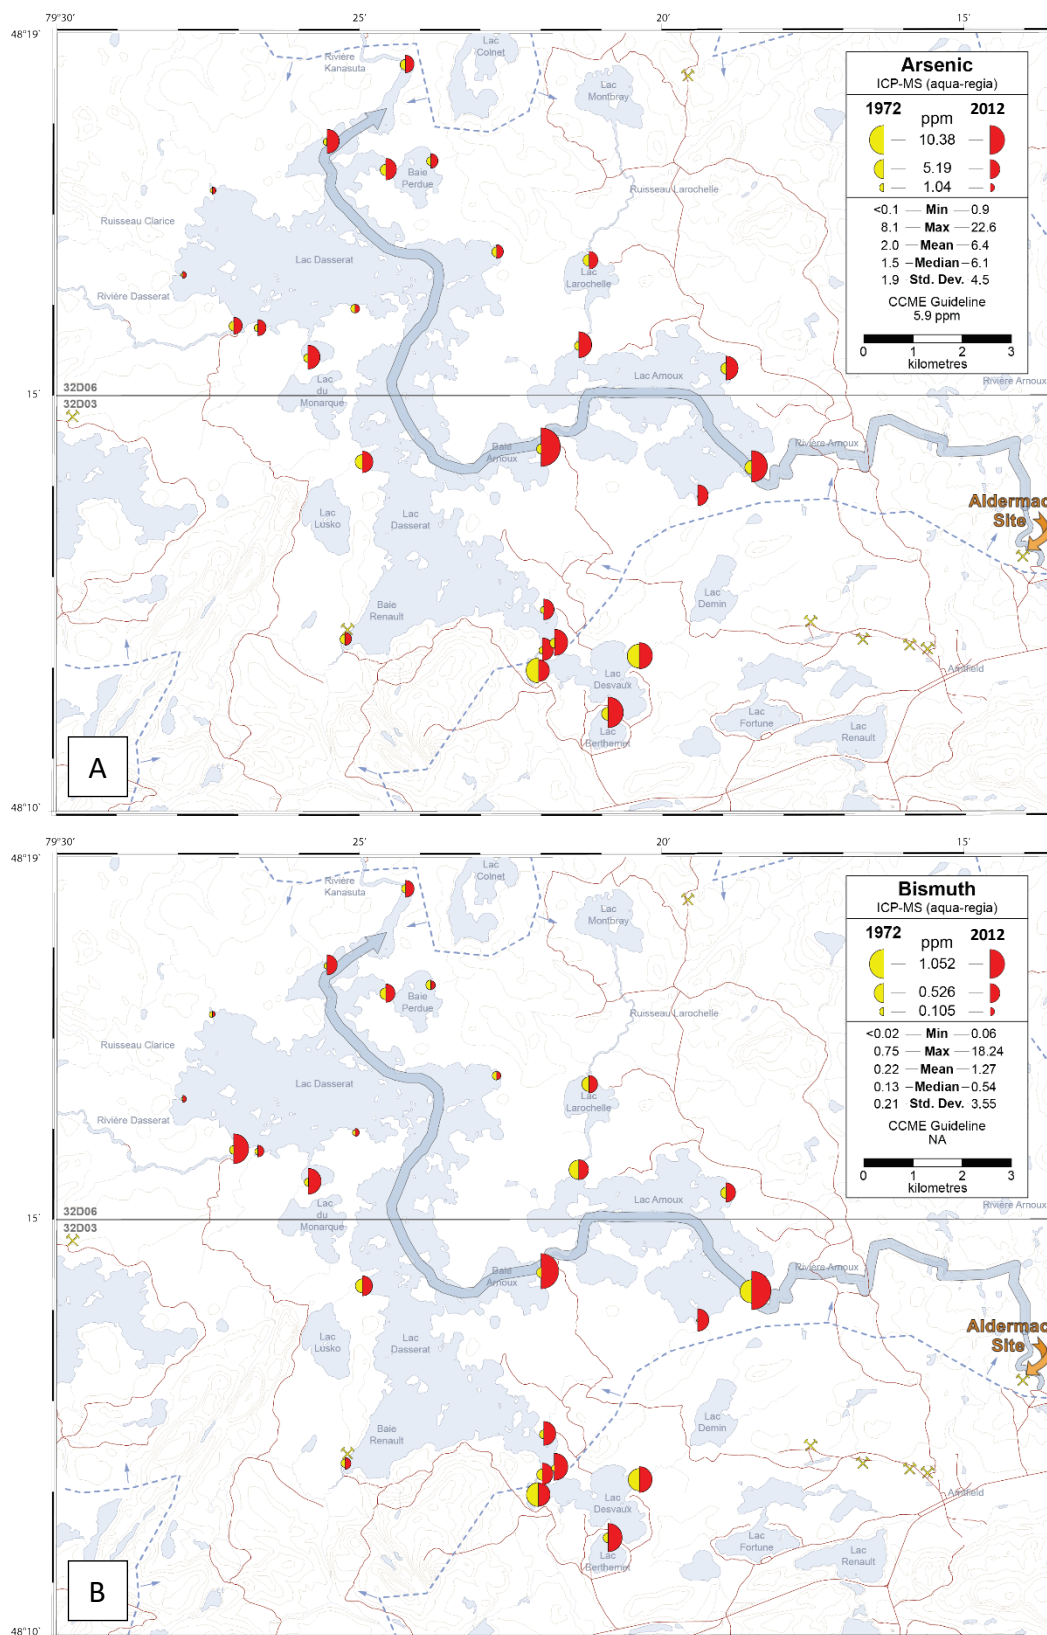 79°30'
25'
20'
15'
48°19'
Rivière
Kanasuta
Lac
Colnet
Lac
Montbray
Baie
Perdue
Ruisseau Larochelle
Ruisseau Clarice
Lac Dasserat
Lac
Larochelle
Rivière Dasserat
Lac
du
Monarque
Lac Arnoux
Rivière Arnoux
15'
32D06
32D03
Baie
Arnoux
Rivière Arnoux
Lac
Lusko
Lac
Dasserat
Aldermac
Site
Lac
Demin
Baie
Renault
Lac
Desvaux
Arntfield
Lac
Fortune
Lac
Renault
Lac
Berthemet
A
48°10'
Arsenic
ICP-MS (aqua-regia)
1972 ppm 2012
10.38
5.19
1.04
<0.1 — Min — 0.9
8.1 — Max — 22.6
2.0 — Mean — 6.4
1.5 – Median – 6.1
1.9 Std. Dev. 4.5
CCME Guideline
5.9 ppm
0 1 2 3
kilometres
79°30'
25'
20'
15'
48°19'
Rivière
Kanasuta
Lac
Colnet
Lac
Montbray
Baie
Perdue
Ruisseau Larochelle
Ruisseau Clarice
Lac Dasserat
Lac
Larochelle
Rivière Dasserat
Lac
du
Monarque
Lac Arnoux
Rivière Arnoux
15'
32D06
32D03
Baie
Arnoux
Rivière Arnoux
Lac
Lusko
Lac
Dasserat
Aldermac
Site
Lac
Demin
Baie
Renault
Lac
Desvaux
Arntfield
Lac
Fortune
Lac
Renault
Lac
Berthemet
B
48°10'
Bismuth
ICP-MS (aqua-regia)
1972 ppm 2012
1.052
0.526
0.105
<0.02 — Min — 0.06
0.75 — Max — 18.24
0.22 — Mean — 1.27
0.13 – Median – 0.54
0.21 Std. Dev. 3.55
CCME Guideline
NA
0 1 2 3
kilometres